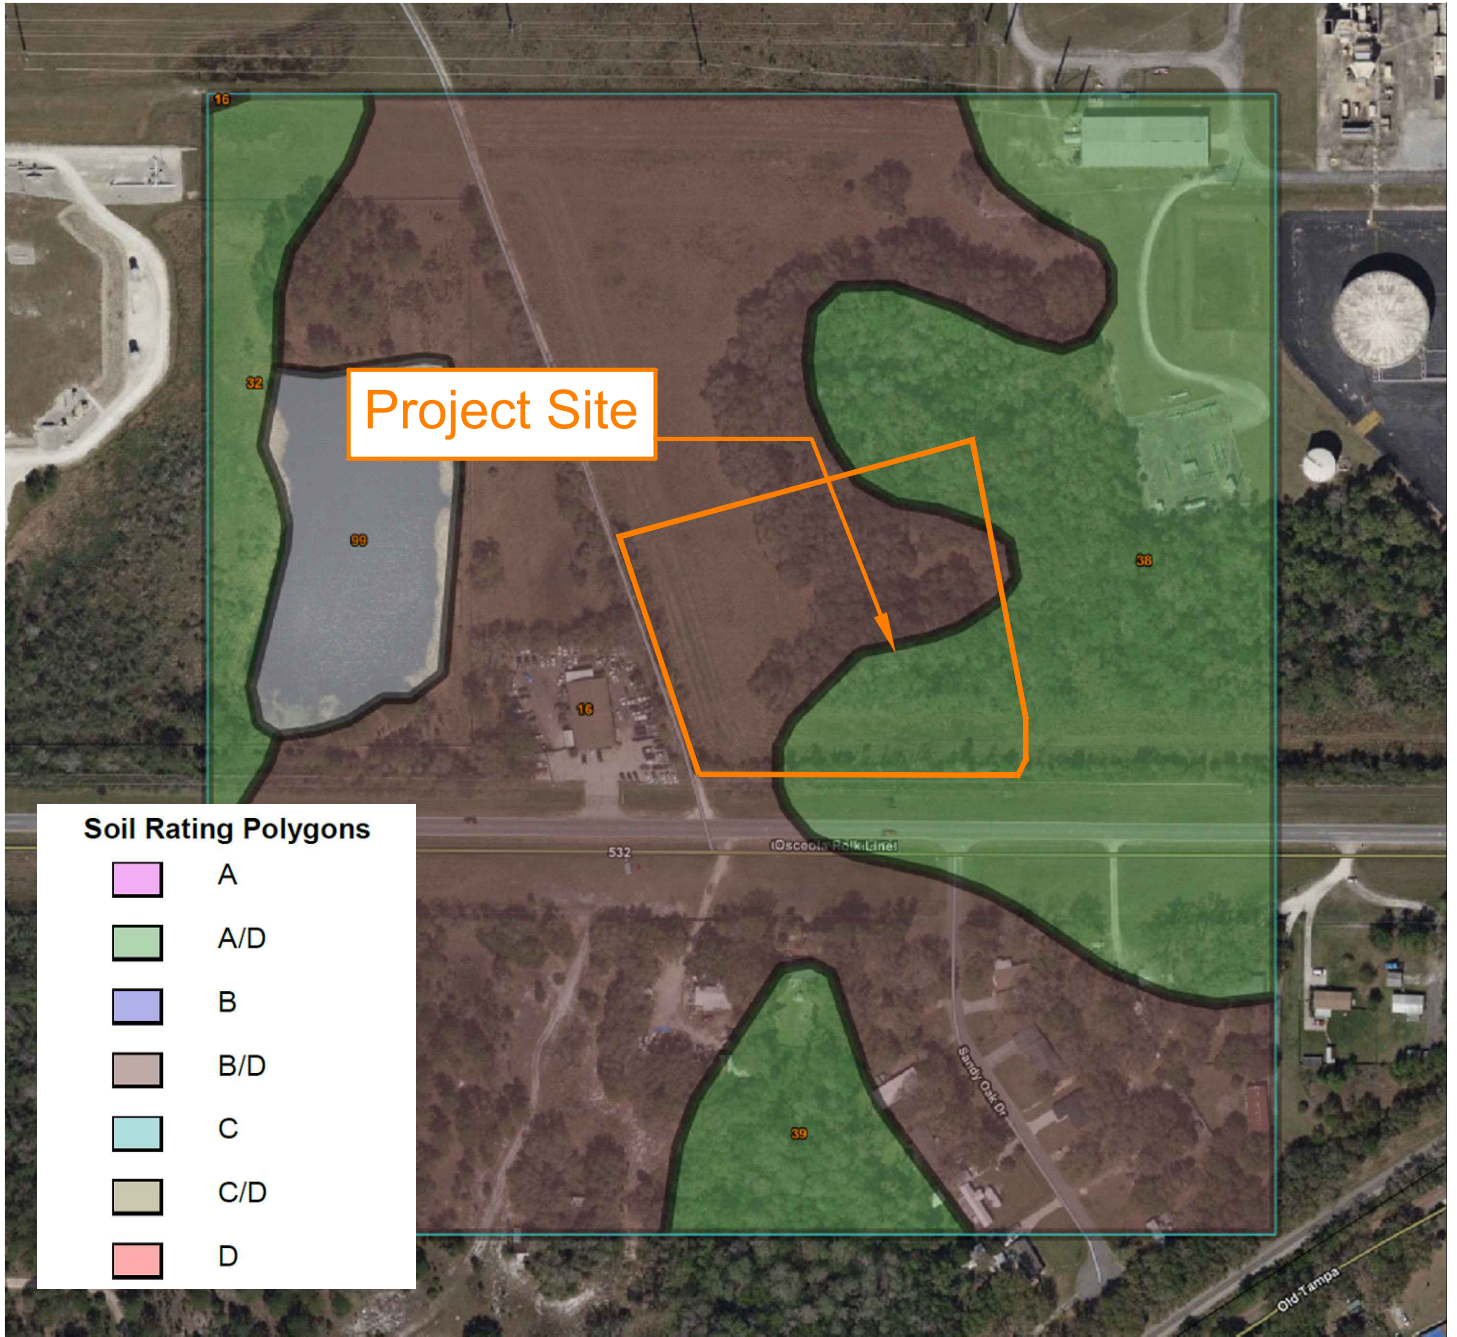 16
32
Project Site
99
38
16
Soil Rating Polygons
A
A/D
B
B/D
C
C/D
D
532
(Osceola Polk Line)
Sandy Oak Dr
39
Old Tampa